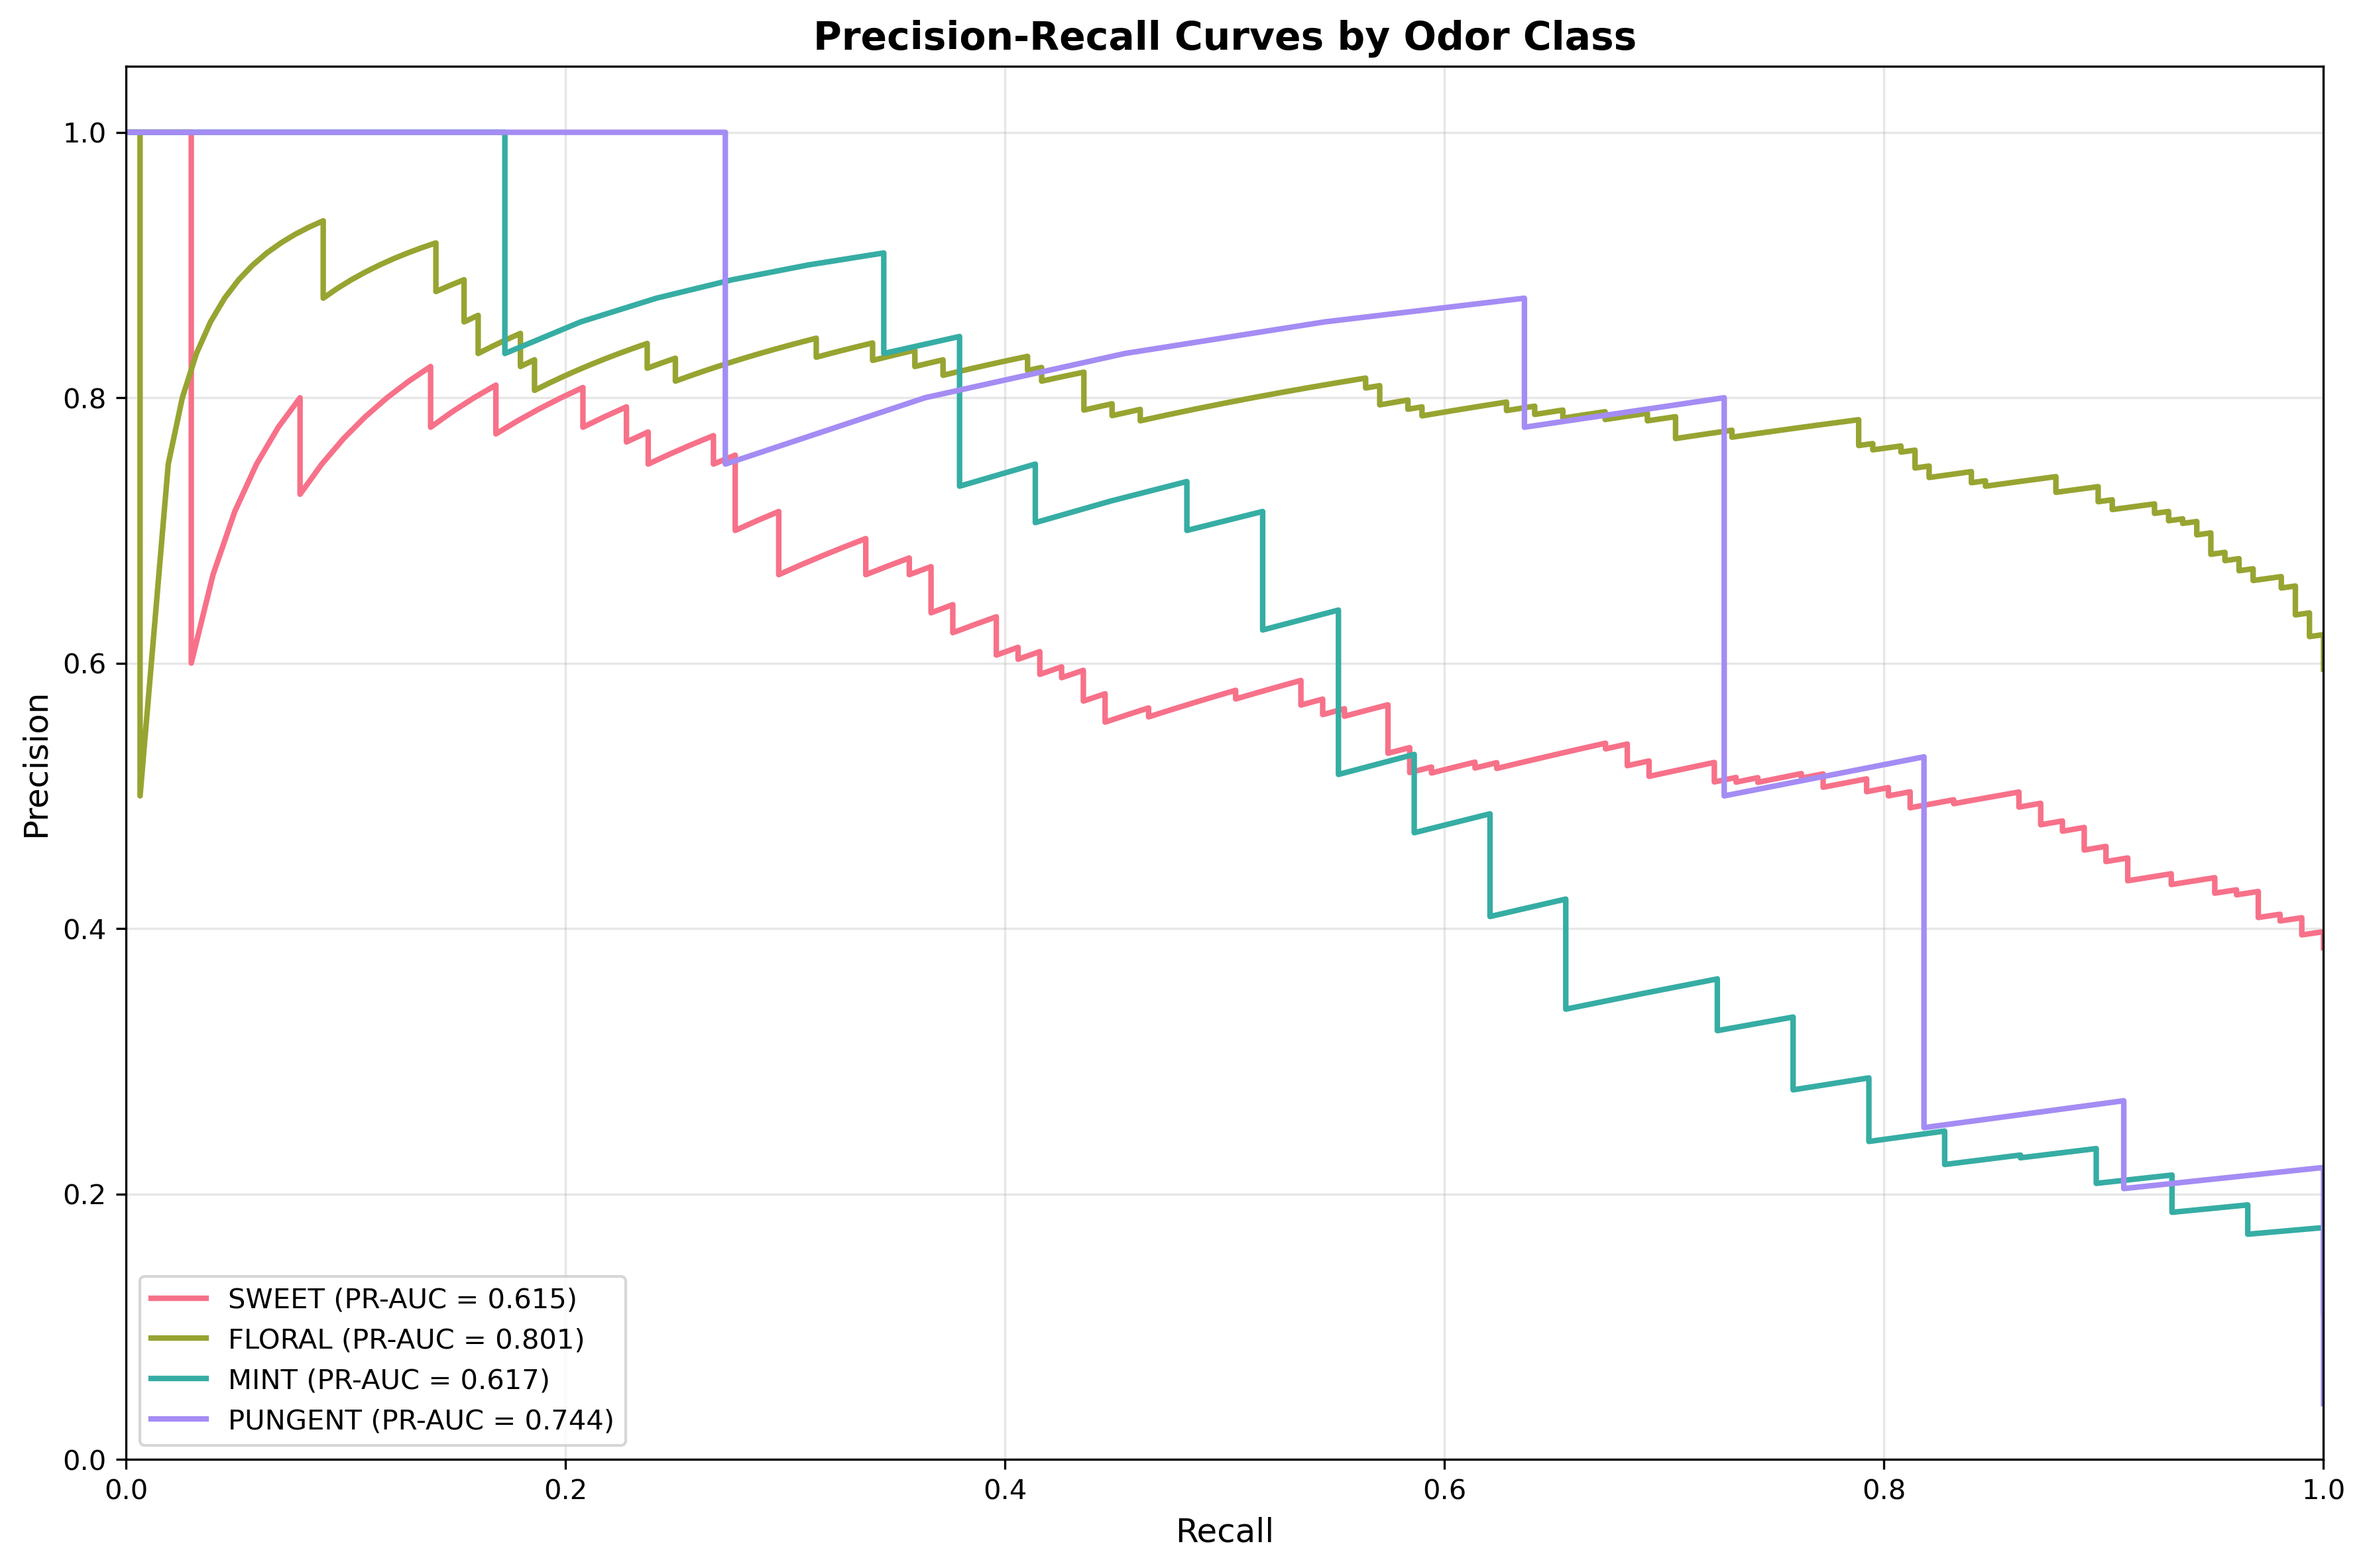 Precision-Recall Curves by Odor Class
1.0
0.8
0.6
0.4
0.2
0.0
Precision
SWEET (PR-AUC = 0.615)
FLORAL (PR-AUC = 0.801)
MINT (PR-AUC = 0.617)
PUNGENT (PR-AUC = 0.744)
0.0 0.2 0.4 0.6 0.8 1.0
Recall